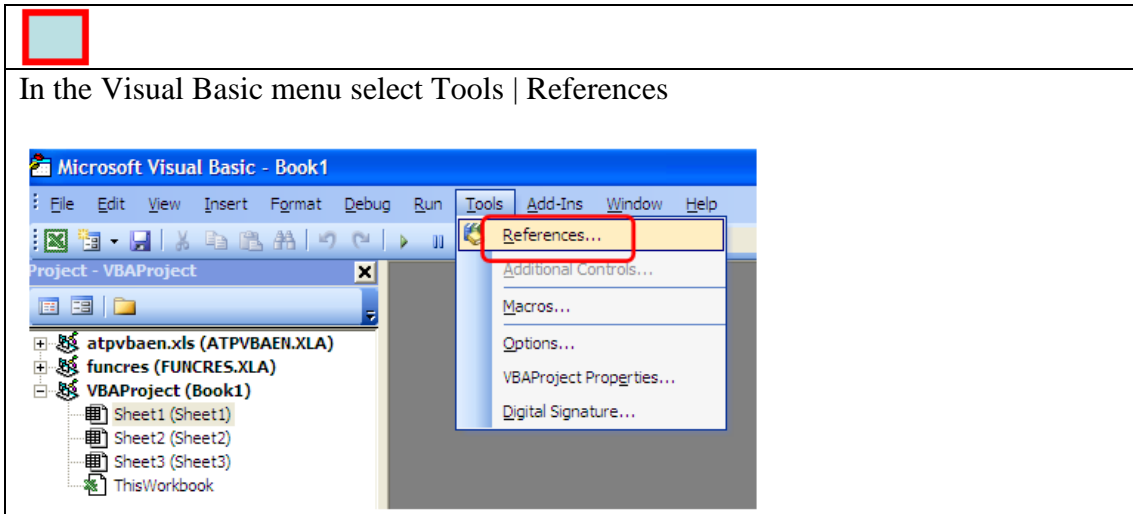 In the Visual Basic menu select Tools | References
Microsoft Visual Basic - Book1
File Edit View Insert Format Debug Run Tools Add-Ins Window Help
References...
Project - VBAProject
Additional Controls...
Macros...
atpvbaen.xls (ATPVBAEN.XLA)
Options...
funcres (FUNCRES.XLA)
VBAProject Properties...
VBAProject (Book1)
Digital Signature...
Sheet1 (Sheet1)
Sheet2 (Sheet2)
Sheet3 (Sheet3)
ThisWorkbook